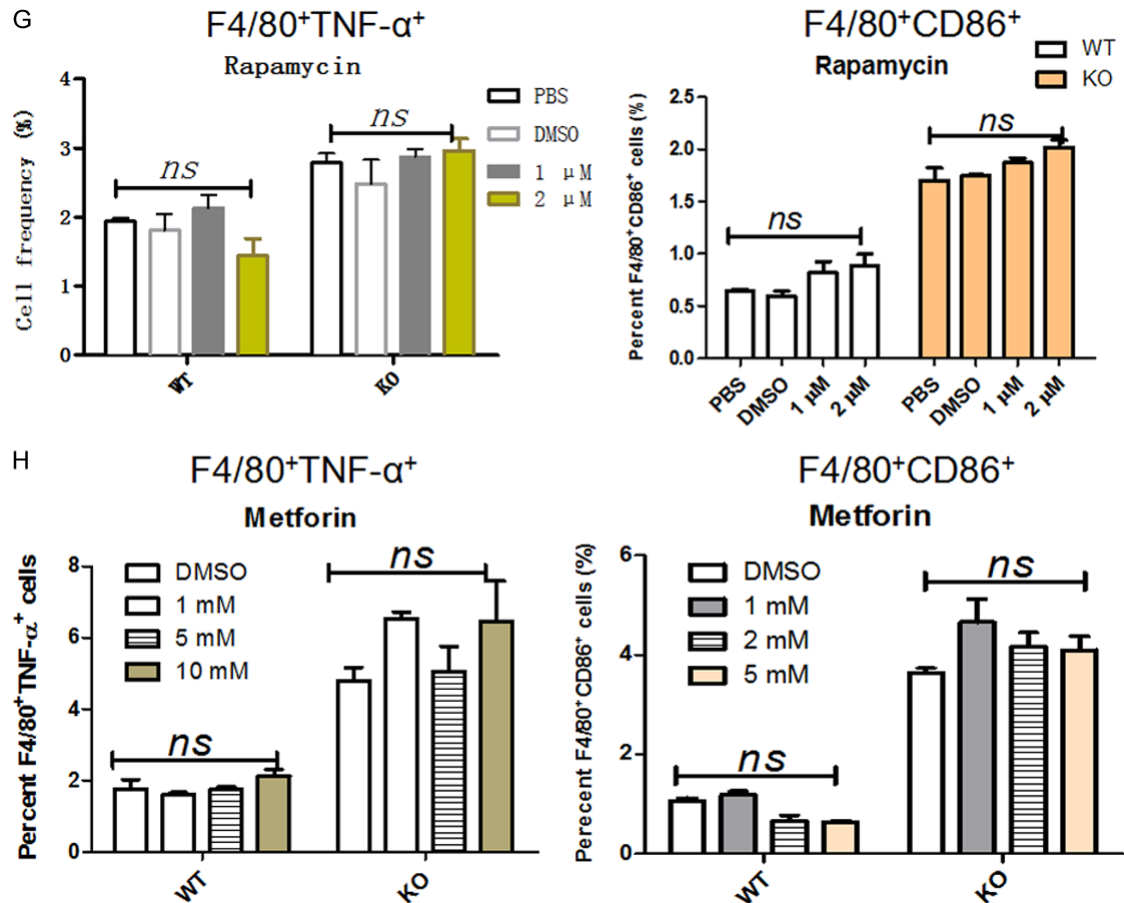 G
F4/80⁺TNF-α⁺
Rapamycin
Cell frequency (%)
4
3
2
1
0
ns
ns
PBS
DMSO
1 μM
2 μM
WT
KO
F4/80⁺CD86⁺
Rapamycin
WT
KO
Percent F4/80⁺CD86⁺ cells (%)
2.5
2.0
1.5
1.0
0.5
0.0
ns
ns
PBS
DMSO
1 μM
2 μM
PBS
DMSO
1 μM
2 μM
H
F4/80⁺TNF-α⁺
Metforin
Percent F4/80⁺TNF-α⁺ cells
8
6
4
2
0
DMSO
1 mM
5 mM
10 mM
ns
ns
WT
KO
F4/80⁺CD86⁺
Metforin
Perecent F4/80⁺CD86⁺ cells (%)
6
4
2
0
DMSO
1 mM
2 mM
5 mM
ns
ns
WT
KO